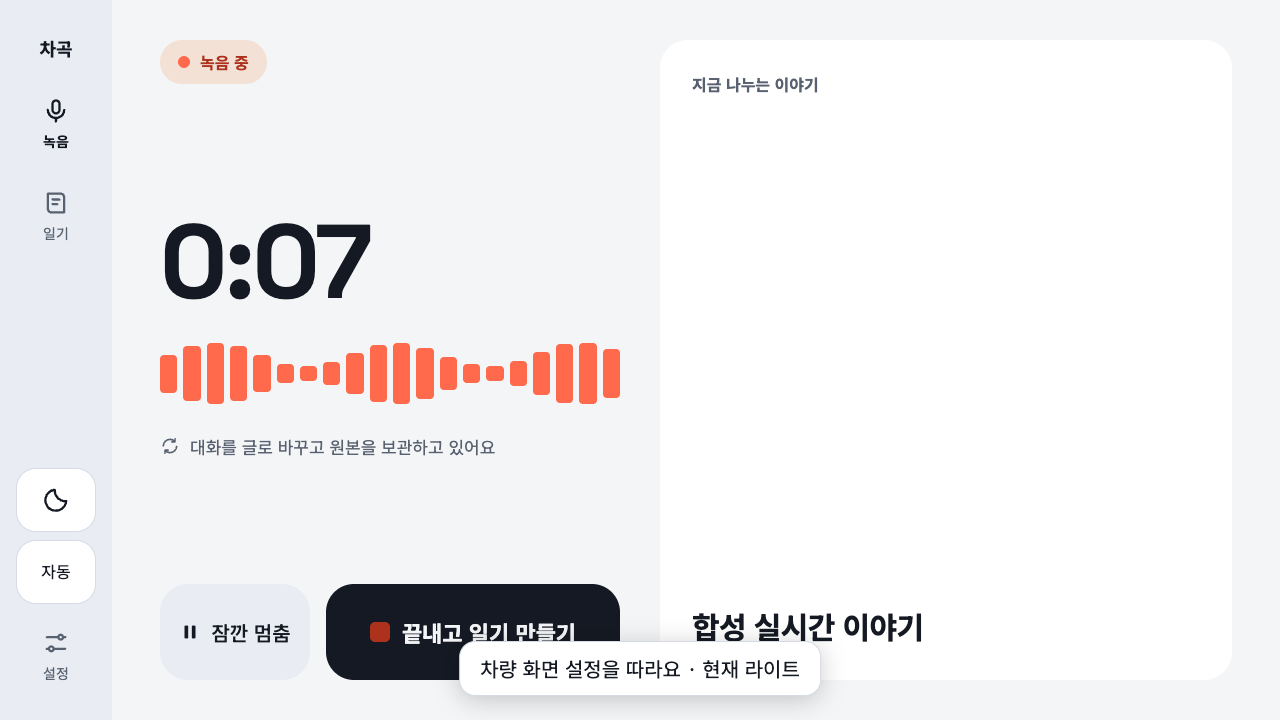 차곡
녹음
일기
자동
설정
녹음 중
0:07
대화를 글로 바꾸고 원본을 보관하고 있어요
잠깐 멈춤
끝내고 일기 만들기
지금 나누는 이야기
합성 실시간 이야기
차량 화면 설정을 따라요 · 현재 라이트